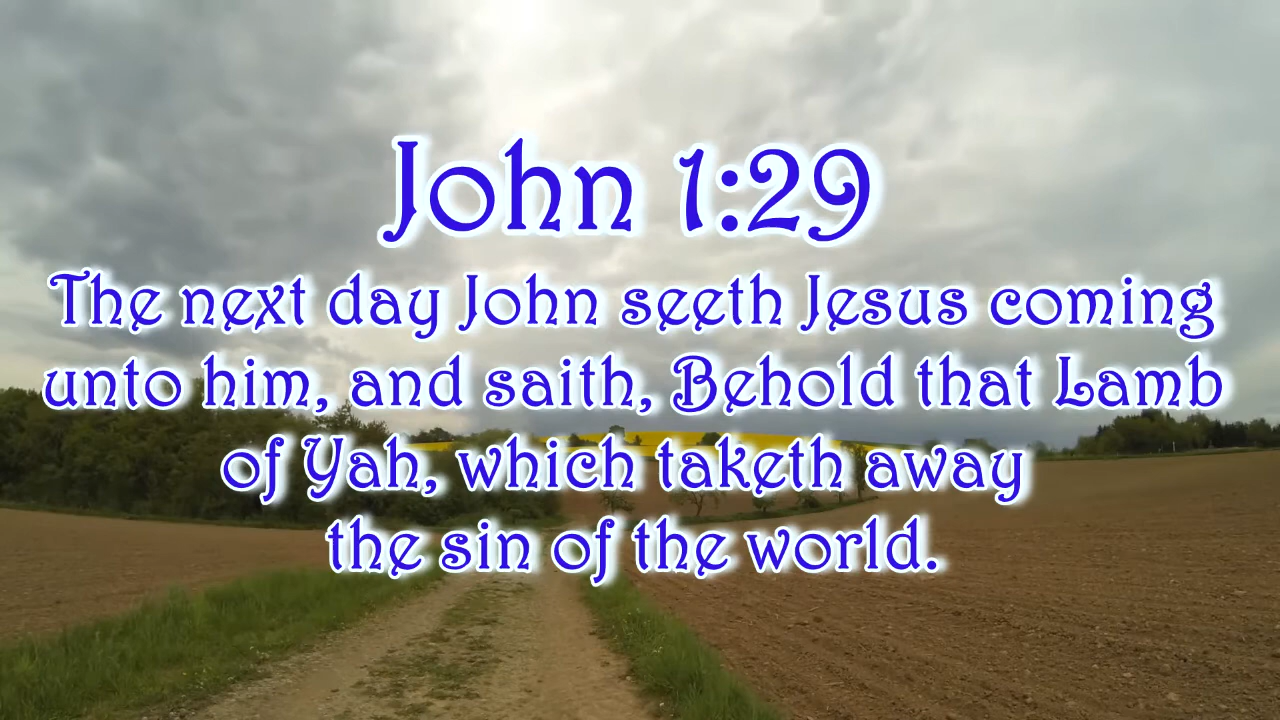 John 1:29
The next day John seeth Jesus coming
unto him, and saith, Behold that Lamb
of Yah, which taketh away
the sin of the world.